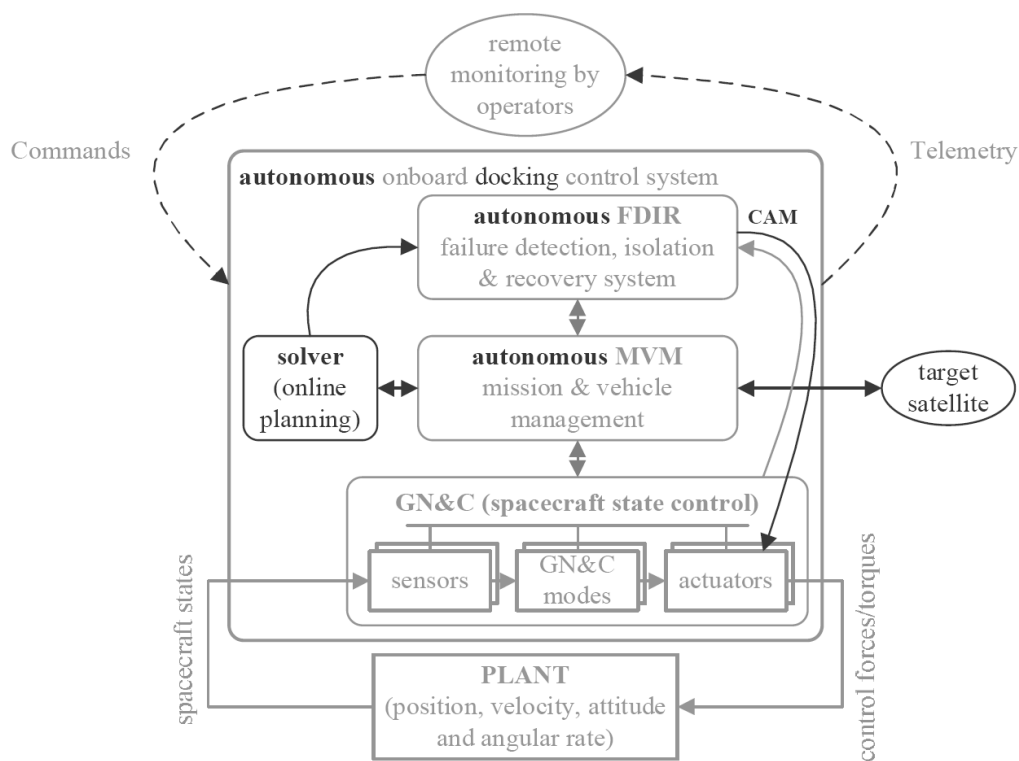 remote
monitoring by
operators
Commands
Telemetry
autonomous onboard docking control system
autonomous FDIR
failure detection, isolation
& recovery system
CAM
solver
(online
planning)
autonomous MVM
mission & vehicle
management
target
satellite
GN&C (spacecraft state control)
sensors
GN&C
modes
actuators
spacecraft states
control forces/torques
PLANT
(position, velocity, attitude
and angular rate)